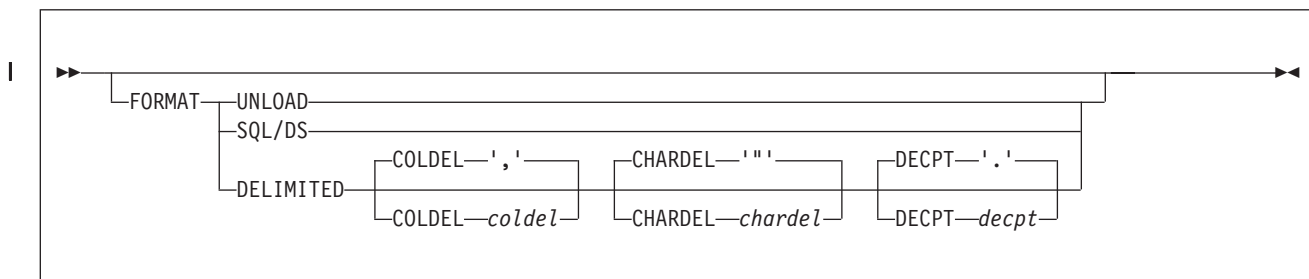 FORMAT UNLOAD
SQL/DS
COLDEL ',' CHARDEL '"' DECPT '.'
DELIMITED
COLDEL coldel CHARDEL chardel DECPT decpt